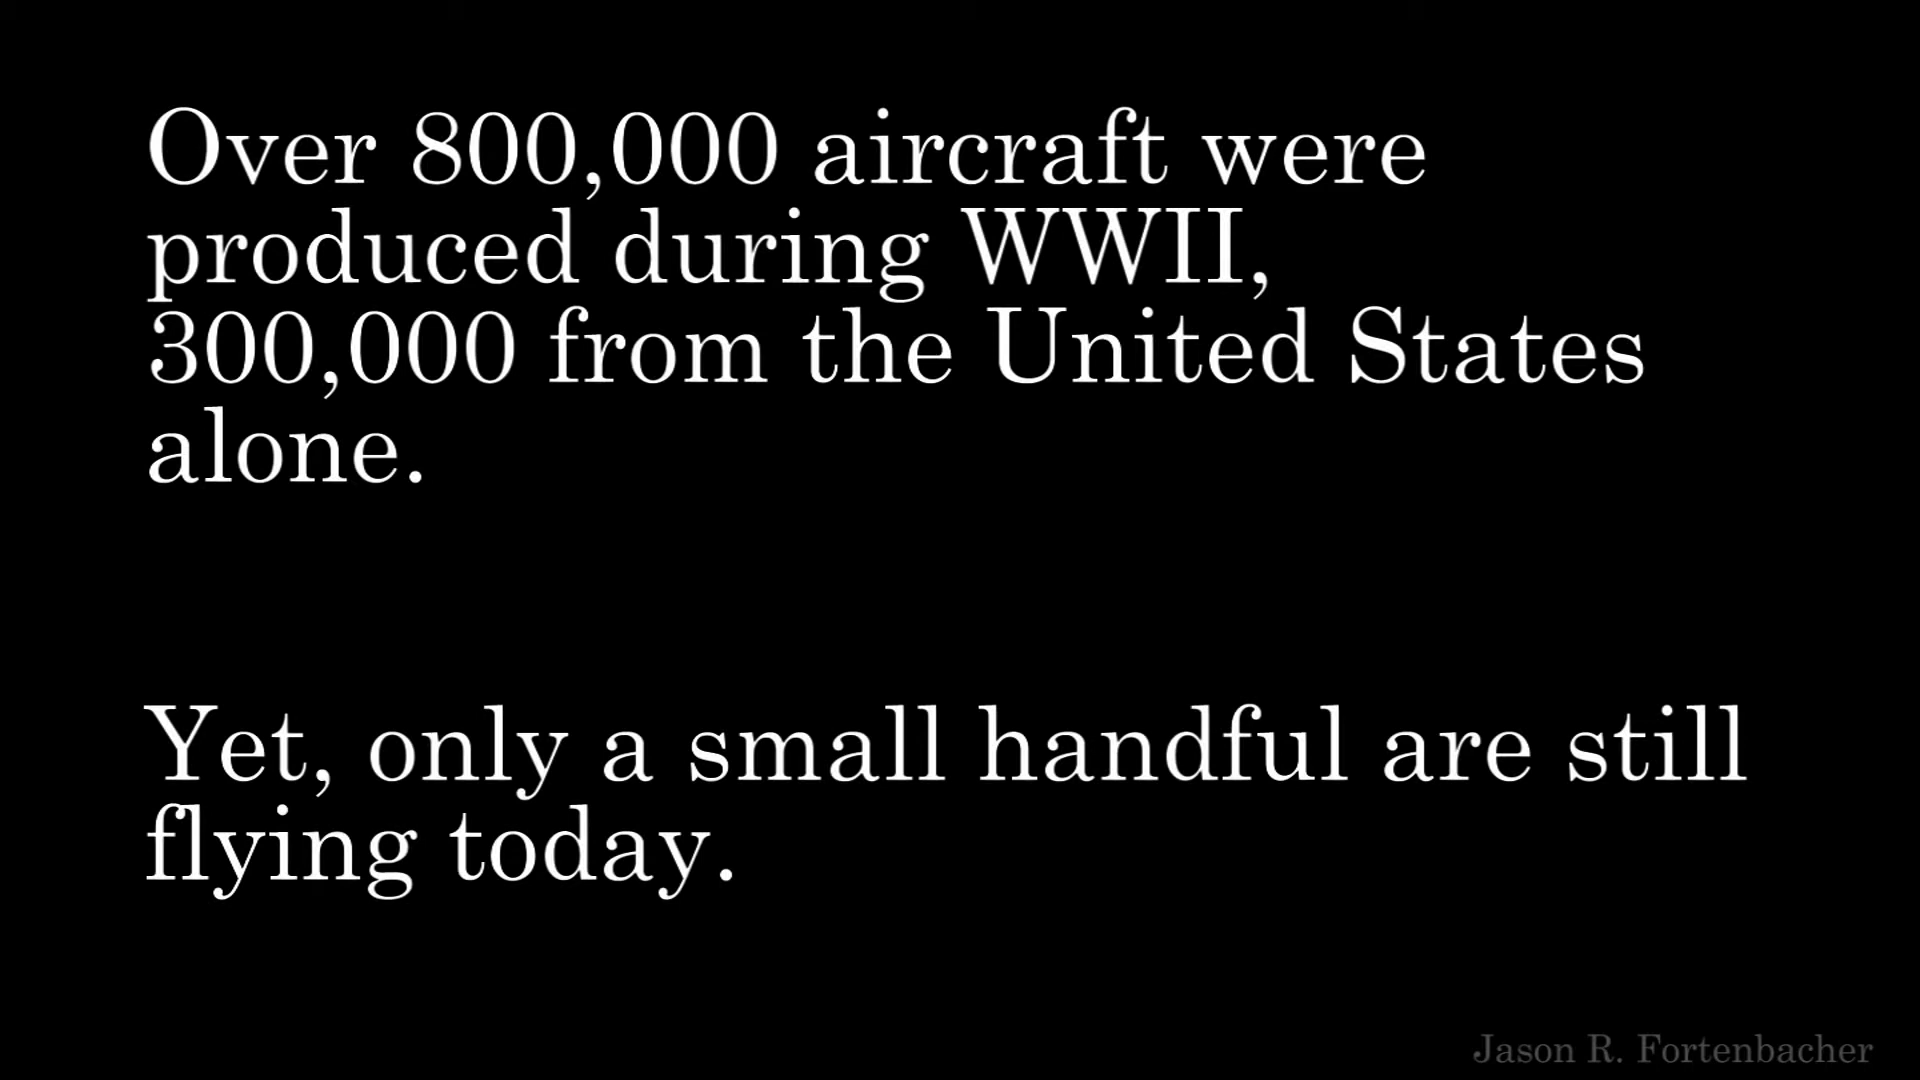 Over 800,000 aircraft were
produced during WWII,
300,000 from the United States
alone.
Yet, only a small handful are still
flying today.
Jason R. Fortenbacher